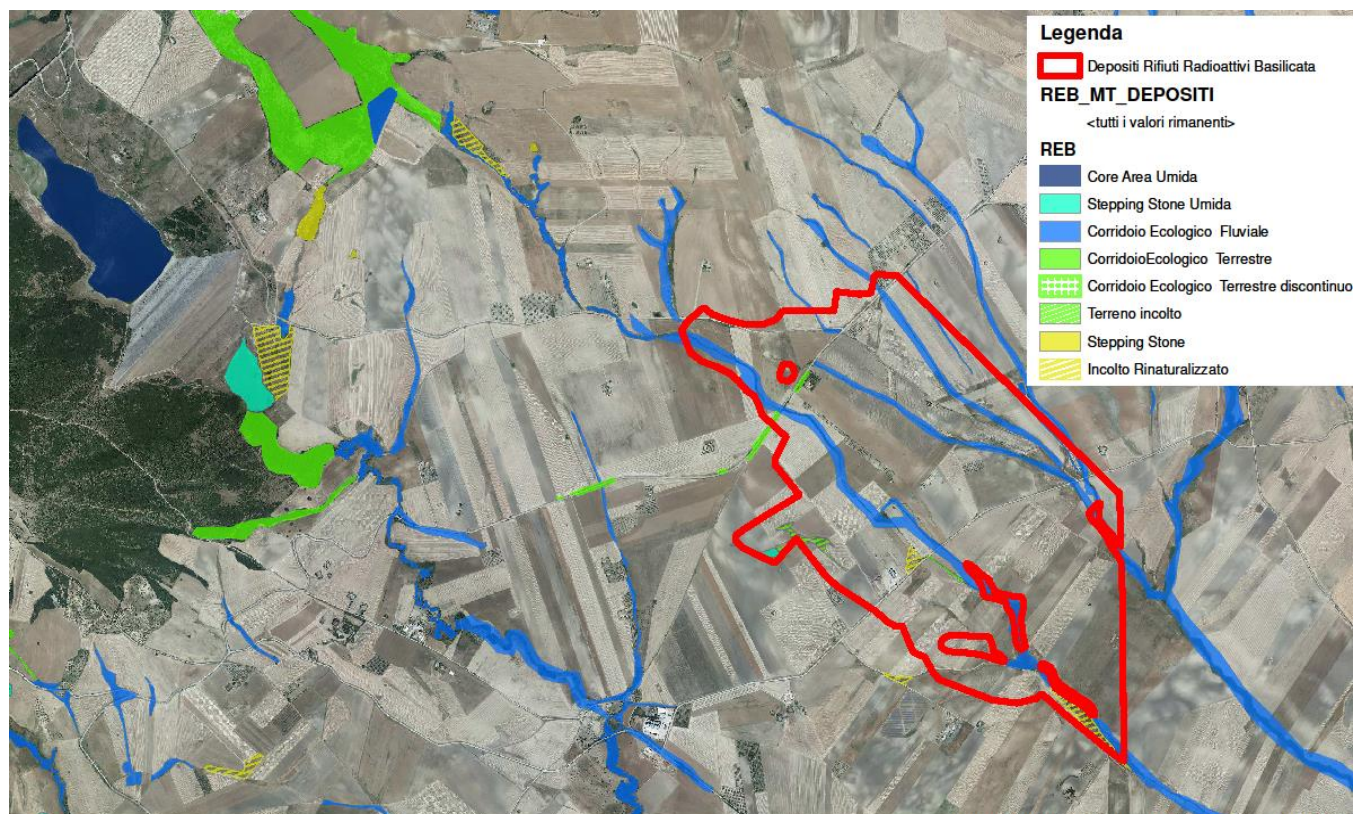 Legenda
Depositi Rifiuti Radioattivi Basilicata
REB_MT_DEPOSITI
<tutti i valori rimanenti>
REB
Core Area Umida
Stepping Stone Umida
Corridoio Ecologico Fluviale
CorridoioEcologico Terrestre
Corridoio Ecologico Terrestre discontinuo
Terreno incolto
Stepping Stone
Incolto Rinaturalizzato